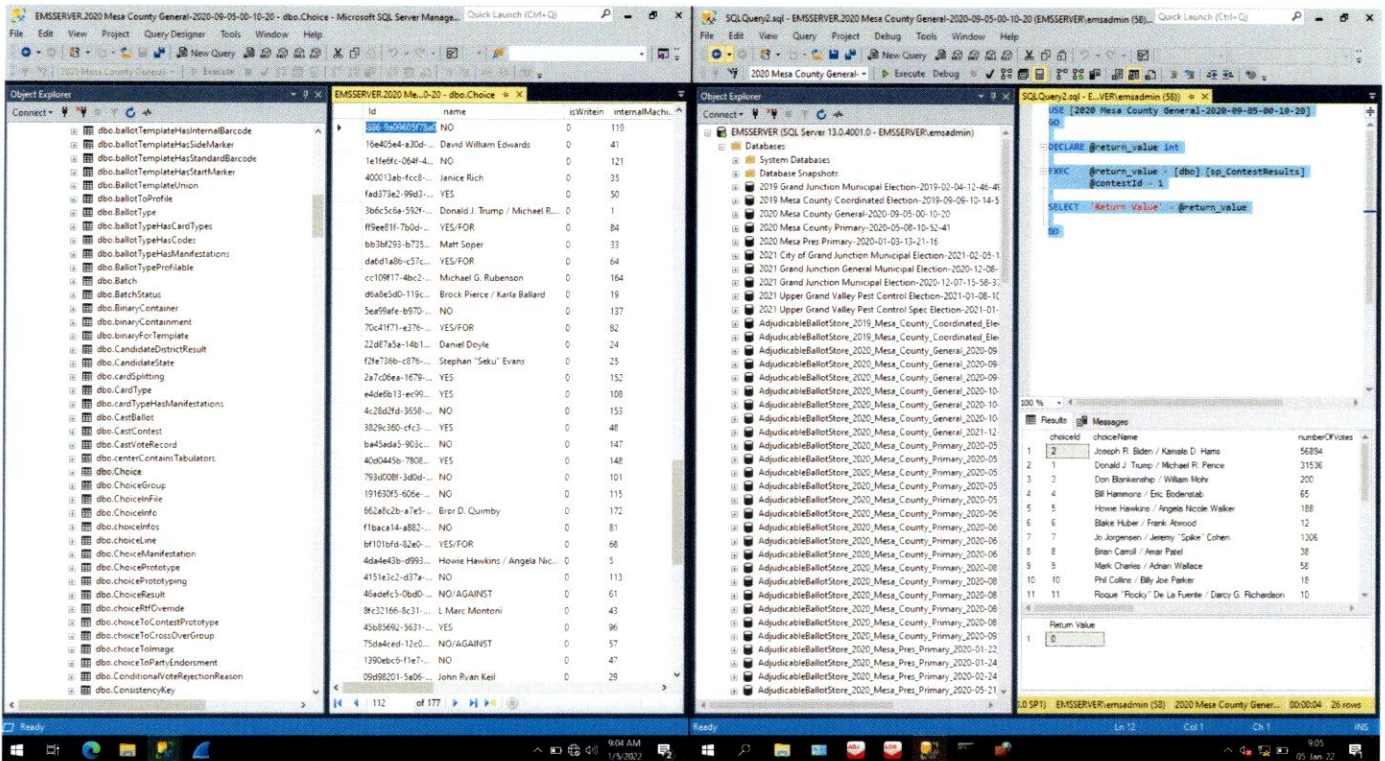 EMSSERVER.2020 Mesa County General-2020-09-05-00-10-20 - dbo.Choice - Microsoft SQL Server Manage...
Quick Launch (Ctrl+Q)
File Edit View Project Query Designer Tools Window Help
New Query
2020 Mesa County General-
Execute
Object Explorer
Connect
dbo.ballotTemplateHasInternalBarcode
dbo.ballotTemplateHasSideMarker
dbo.ballotTemplateHasStandardBarcode
dbo.ballotTemplateHasStartMarker
dbo.BallotTemplateUnion
dbo.ballotToProfile
dbo.BallotType
dbo.ballotTypeHasCardTypes
dbo.ballotTypeHasCodes
dbo.ballotTypeHasManifestations
dbo.BallotTypeProfilable
dbo.Batch
dbo.BatchStatus
dbo.BinaryContainer
dbo.binaryContainment
dbo.binaryForTemplate
dbo.CandidateDistrictResult
dbo.CandidateState
dbo.cardSplitting
dbo.CardType
dbo.cardTypeHasManifestations
dbo.CastBallot
dbo.CastContest
dbo.CastVoteRecord
dbo.centerContainsTabulators
dbo.Choice
dbo.ChoiceGroup
dbo.ChoiceInFile
dbo.ChoiceInfo
dbo.choiceInfos
dbo.choiceLine
dbo.ChoiceManifestation
dbo.ChoicePrototype
dbo.choicePrototyping
dbo.ChoiceResult
dbo.choiceRtfOverride
dbo.choiceToContestPrototype
dbo.choiceToCrossOverGroup
dbo.choiceToImage
dbo.choiceToPartyEndorsment
dbo.ConditionalVoteRejectionReason
dbo.ConsistencyKey
EMSSERVER.2020 Me...0-20 - dbo.Choice
Id name isWritein internalMachi...
NO 0 119
16e405e4-a30d-... David William Edwards 0 41
1e1fe6fc-064f-4... NO 0 121
400013ab-fcc8-... Janice Rich 0 35
fad373e2-99d3-... YES 0 50
3b6c5c6a-592f-... Donald J. Trump / Michael R... 0 1
ff9ee81f-7b0d-... YES/FOR 0 84
bb3bf293-b735... Matt Soper 0 33
da6d1a86-c57c... YES/FOR 0 64
cc109f17-4bc2-... Michael G. Rubenson 0 164
d6a8e5d0-119c... Brock Pierce / Karla Ballard 0 19
5ea99afe-b970-... NO 0 137
70c41f71-e376-... YES/FOR 0 82
22d87a5a-14b1... Daniel Doyle 0 24
f2fe736b-c876-... Stephan "Seku" Evans 0 25
2a7c06ea-1679-... YES 0 152
e4de6b13-ec99... YES 0 108
4c28d2fd-3658-... NO 0 153
3829c360-cfc3-... YES 0 48
ba45ada5-903c... NO 0 147
40d0445b-7808... YES 0 148
793d008f-3d0d-... NO 0 101
191630f5-606e-... NO 0 115
662a8c2b-a7e5-... Bror D. Quimby 0 172
f1baca14-a882-... NO 0 81
bf101bfd-82e0-... YES/FOR 0 68
4da4e43b-d993... Howie Hawkins / Angela Nic... 0 5
4151e3c2-d37a-... NO 0 113
46adefc5-0bd0-... NO/AGAINST 0 61
8fc32166-8c31-... L Marc Montoni 0 43
45b85692-5631-... YES 0 96
75da4ced-12c0... NO/AGAINST 0 57
1390ebc6-f1e7-... NO 0 47
09d98201-5a06-... John Ryan Keil 0 29
112 of 177
Ready
9:04 AM
1/5/2022
SQLQuery2.sql - EMSSERVER.2020 Mesa County General-2020-09-05-00-10-20 (EMSSERVER\emsadmin (58)...
Quick Launch (Ctrl+Q)
File Edit View Query Project Debug Tools Window Help
New Query
2020 Mesa County General-
Execute Debug
Object Explorer
Connect
EMSSERVER (SQL Server 13.0.4001.0 - EMSSERVER\emsadmin)
Databases
System Databases
Database Snapshots
2019 Grand Junction Municipal Election-2019-02-04-12-46-49
2019 Mesa County Coordinated Election-2019-09-09-10-14-5
2020 Mesa County General-2020-09-05-00-10-20
2020 Mesa County Primary-2020-05-08-10-52-41
2020 Mesa Pres Primary-2020-01-03-13-21-16
2021 City of Grand Junction Municipal Election-2021-02-05-1
2021 Grand Junction General Municipal Election-2020-12-08-
2021 Grand Junction Municipal Election-2020-12-07-15-58-37
2021 Upper Grand Valley Pest Control Election-2021-01-08-10
2021 Upper Grand Valley Pest Control Spec Election-2021-01-
AdjudicableBallotStore_2019_Mesa_County_Coordinated_Ele
AdjudicableBallotStore_2019_Mesa_County_Coordinated_Ele
AdjudicableBallotStore_2020_Mesa_County_General_2020-09
AdjudicableBallotStore_2020_Mesa_County_General_2020-09
AdjudicableBallotStore_2020_Mesa_County_General_2020-09
AdjudicableBallotStore_2020_Mesa_County_General_2020-10
AdjudicableBallotStore_2020_Mesa_County_General_2020-10
AdjudicableBallotStore_2020_Mesa_County_General_2020-10
AdjudicableBallotStore_2020_Mesa_County_General_2021-12
AdjudicableBallotStore_2020_Mesa_County_Primary_2020-05
AdjudicableBallotStore_2020_Mesa_County_Primary_2020-05
AdjudicableBallotStore_2020_Mesa_County_Primary_2020-05
AdjudicableBallotStore_2020_Mesa_County_Primary_2020-05
AdjudicableBallotStore_2020_Mesa_County_Primary_2020-06
AdjudicableBallotStore_2020_Mesa_County_Primary_2020-06
AdjudicableBallotStore_2020_Mesa_County_Primary_2020-06
AdjudicableBallotStore_2020_Mesa_County_Primary_2020-08
AdjudicableBallotStore_2020_Mesa_County_Primary_2020-08
AdjudicableBallotStore_2020_Mesa_County_Primary_2020-08
AdjudicableBallotStore_2020_Mesa_County_Primary_2020-08
AdjudicableBallotStore_2020_Mesa_County_Primary_2020-09
AdjudicableBallotStore_2020_Mesa_Pres_Primary_2020-01-22
AdjudicableBallotStore_2020_Mesa_Pres_Primary_2020-01-24
AdjudicableBallotStore_2020_Mesa_Pres_Primary_2020-02-24
AdjudicableBallotStore_2020_Mesa_Pres_Primary_2020-05-21
SQLQuery2.sql - E...VER\emsadmin (58))
USE [2020 Mesa County General-2020-09-05-00-10-20]
GO
DECLARE @return_value int
EXEC @return_value = [dbo].[sp_ContestResults]
@contestId = 1
SELECT 'Return Value' = @return_value
GO
100 %
Results Messages
choiceId choiceName numberOfVotes
1 2 Joseph R. Biden / Kamala D. Harris 56894
2 1 Donald J. Trump / Michael R. Pence 31536
3 3 Don Blankenship / William Mohr 200
4 4 Bill Hammons / Eric Bodenstab 65
5 5 Howie Hawkins / Angela Nicole Walker 188
6 6 Blake Huber / Frank Atwood 12
7 7 Jo Jorgensen / Jeremy "Spike" Cohen 1306
8 8 Brian Carroll / Amar Patel 38
9 9 Mark Charles / Adrian Wallace 58
10 10 Phil Collins / Billy Joe Parker 18
11 11 Roque "Rocky" De La Fuente / Darcy G. Richardson 10
Return Value
1 0
.0 SP1) EMSSERVER\emsadmin (58) 2020 Mesa County Gener... 00:00:04 26 rows
Ready Ln 12 Col 1 Ch 1 INS
9:05
05 Jan 22